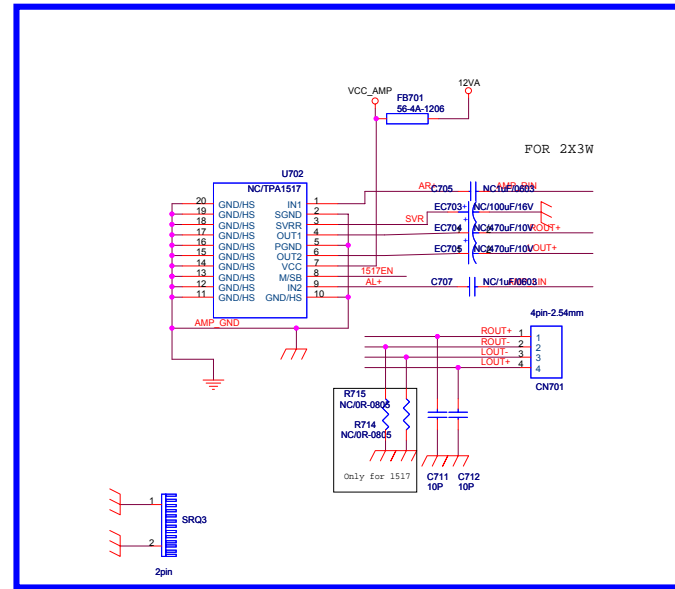 12VA
VCC_AMP
FB701
56-4A-1206
FOR 2X3W
U702
NC/TPA1517
20 GND/HS IN1 1
19 GND/HS SGND 2
18 GND/HS SVRR 3
17 GND/HS OUT1 4
16 GND/HS PGND 5
15 GND/HS OUT2 6
14 GND/HS VCC 7
13 GND/HS M/SB 8
12 GND/HS IN2 9
11 GND/HS GND/HS 10
C705 NC1uF/0603
SVR EC703 + NC/100uF/16V
EC704 + NC/470uF/10V ROUT+
EC705 + NC/470uF/10V LOUT+
1517EN
AL+ C707 NC/1uF/0603
AMP_GND
4pin-2.54mm
ROUT+ 1 1
ROUT- 2 2
LOUT- 3 3
LOUT+ 4 4
CN701
R715
NC/0R-0805
R714
NC/0R-0805
Only for 1517
C711 C712
10P 10P
1
SRQ3
2
2pin